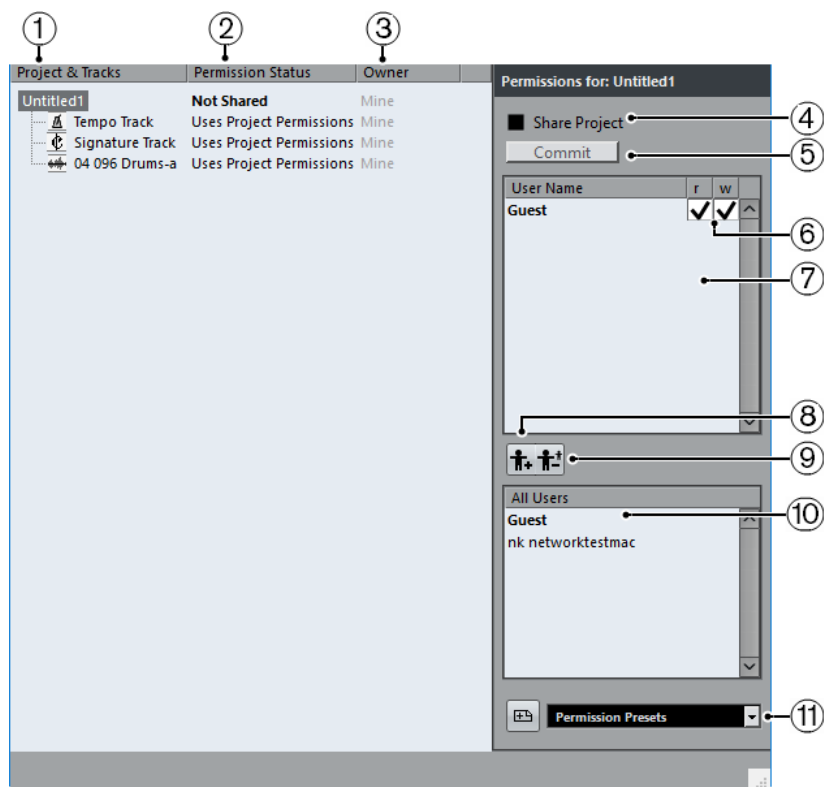 1 2 3
Project & Tracks Permission Status Owner
Untitled1 Not Shared Mine
Tempo Track Uses Project Permissions Mine
Signature Track Uses Project Permissions Mine
04 096 Drums-a Uses Project Permissions Mine
Permissions for: Untitled1
Share Project 4
Commit 5
User Name r w
Guest
6
7
8
9
All Users
Guest 10
nk networktestmac
Permission Presets 11